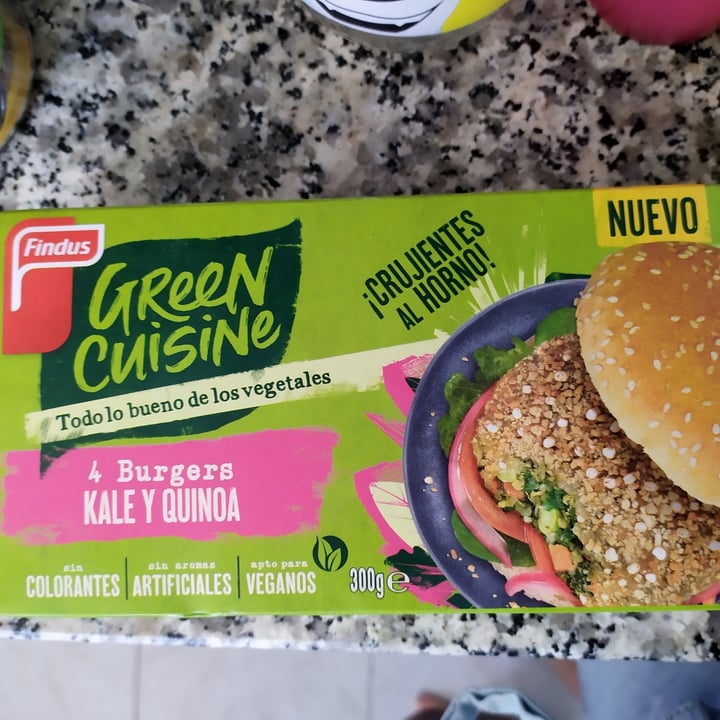 Findus
GREEN
CUISINE
Todo lo bueno de los vegetales
¡CRUJIENTES
AL HORNO!
NUEVO
4 Burgers
KALE Y QUINOA
sin
COLORANTES
sin aromas
ARTIFICIALES
apto para
VEGANOS
300g e